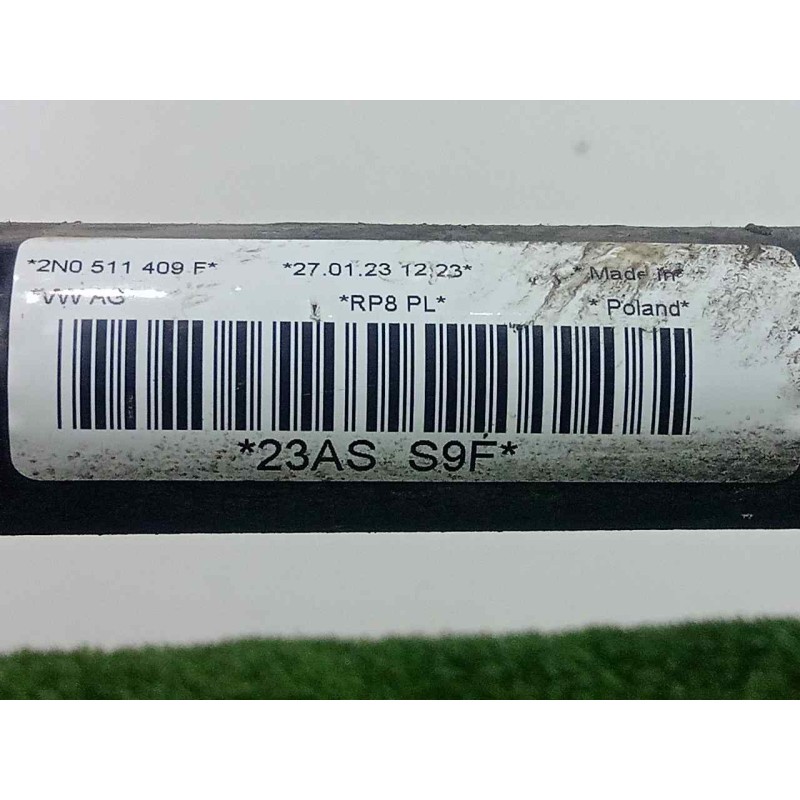 *2N0 511 409 F* *27.01.23 12:23* * Made in*
*VW AG *RP8 PL* * Poland*
*23AS S9F*